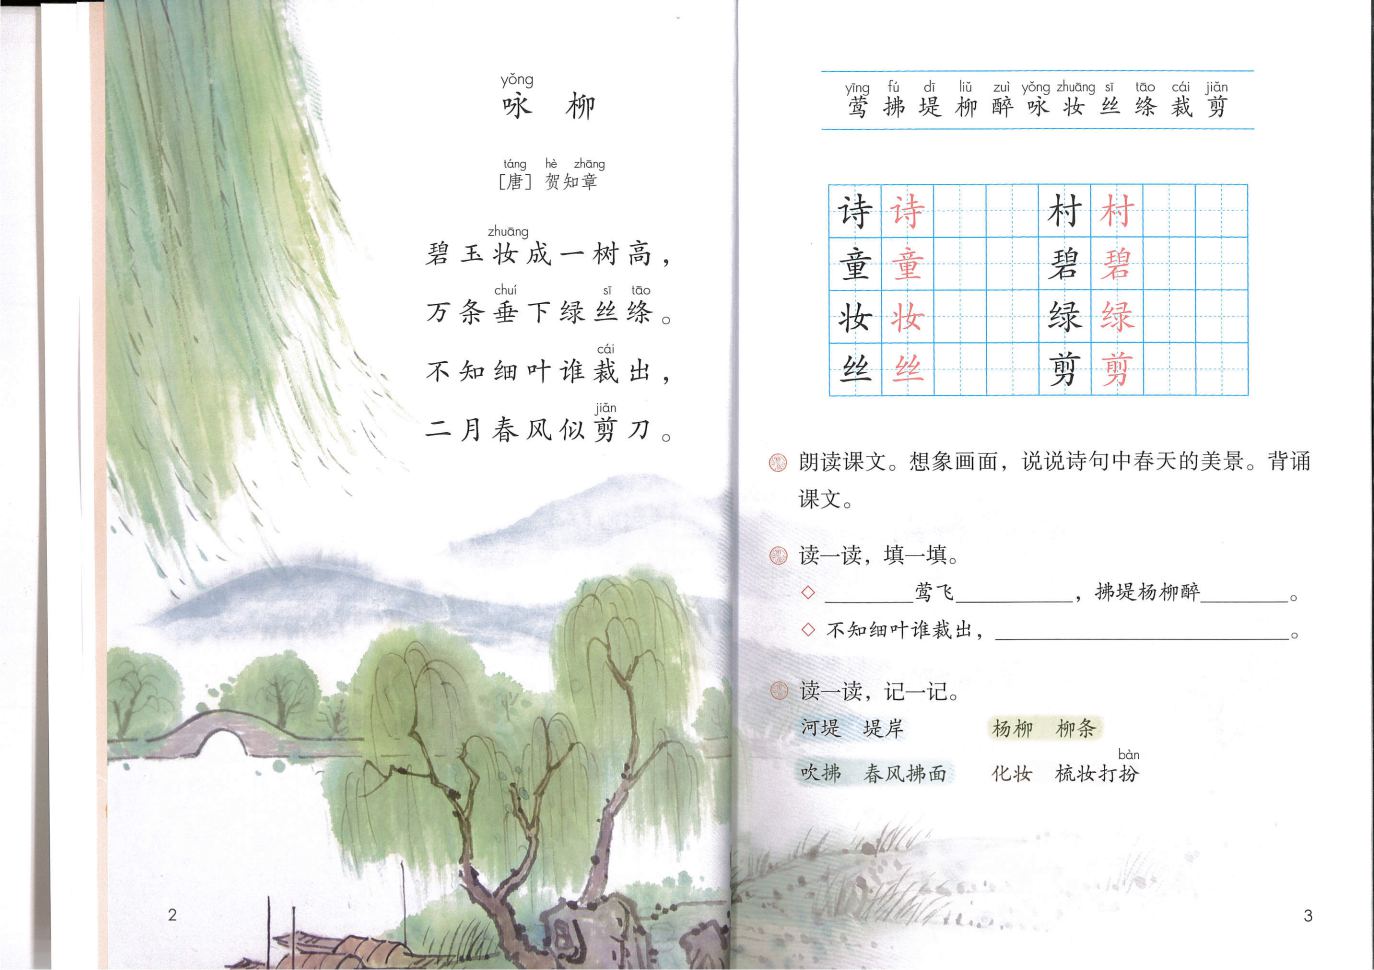 yǒng
咏 柳
táng hè zhāng
[唐] 贺知章
zhuāng
碧玉妆成一树高，
chuí sī tāo
万条垂下绿丝绦。
cái
不知细叶谁裁出，
jiǎn
二月春风似剪刀。
2
yīng fú dī liǔ zuì yǒng zhuāng sī tāo cái jiǎn
莺 拂 堤 柳 醉 咏 妆 丝 绦 裁 剪
诗 诗 村 村
童 童 碧 碧
妆 妆 绿 绿
丝 丝 剪 剪
朗读课文。想象画面，说说诗句中春天的美景。背诵
课文。
读一读，填一填。
◇ ________莺飞__________，拂堤杨柳醉________。
◇ 不知细叶谁裁出，__________________________。
读一读，记一记。
河堤 堤岸 杨柳 柳条
bàn
吹拂 春风拂面 化妆 梳妆打扮
3